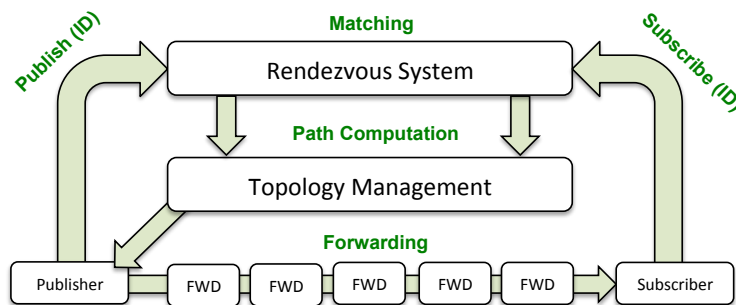 Matching
Publish (ID)
Subscribe (ID)
Rendezvous System
Path Computation
Topology Management
Forwarding
Publisher
FWD
FWD
FWD
FWD
FWD
Subscriber